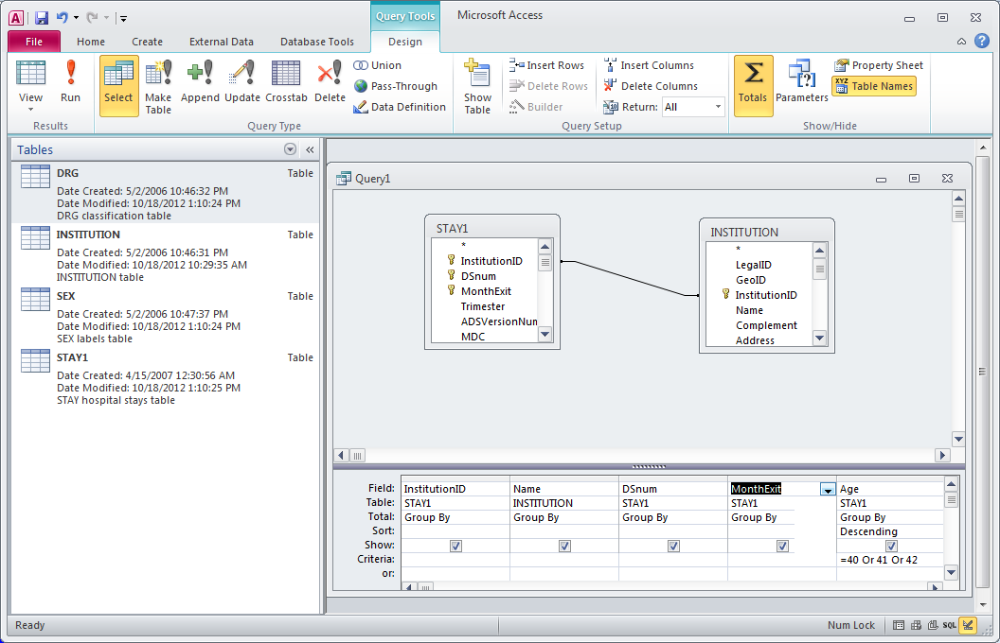 Query Tools Microsoft Access
File Home Create External Data Database Tools Design
View Run Select Make Table Append Update Crosstab Delete
Union
Pass-Through
Data Definition
Show Table
Insert Rows
Delete Rows
Builder
Insert Columns
Delete Columns
Return: All
Totals
Parameters
Property Sheet
XYZ Table Names
Results Query Type Query Setup Show/Hide
Tables
DRG Table
Date Created: 5/2/2006 10:46:32 PM
Date Modified: 10/18/2012 1:10:24 PM
DRG classification table
INSTITUTION Table
Date Created: 5/2/2006 10:46:31 PM
Date Modified: 10/18/2012 10:29:35 AM
INSTITUTION table
SEX Table
Date Created: 5/2/2006 10:47:37 PM
Date Modified: 10/18/2012 1:10:24 PM
SEX labels table
STAY1 Table
Date Created: 4/15/2007 12:30:56 AM
Date Modified: 10/18/2012 1:10:25 PM
STAY hospital stays table
Query1
STAY1
*
InstitutionID
DSnum
MonthExit
Trimester
ADSVersionNum
MDC
INSTITUTION
*
LegalID
GeoID
InstitutionID
Name
Complement
Address
Field: InstitutionID Name DSnum MonthExit Age
Table: STAY1 INSTITUTION STAY1 STAY1 STAY1
Total: Group By Group By Group By Group By Group By
Sort: Descending
Show:
Criteria: =40 Or 41 Or 42
or:
Ready Num Lock SQL